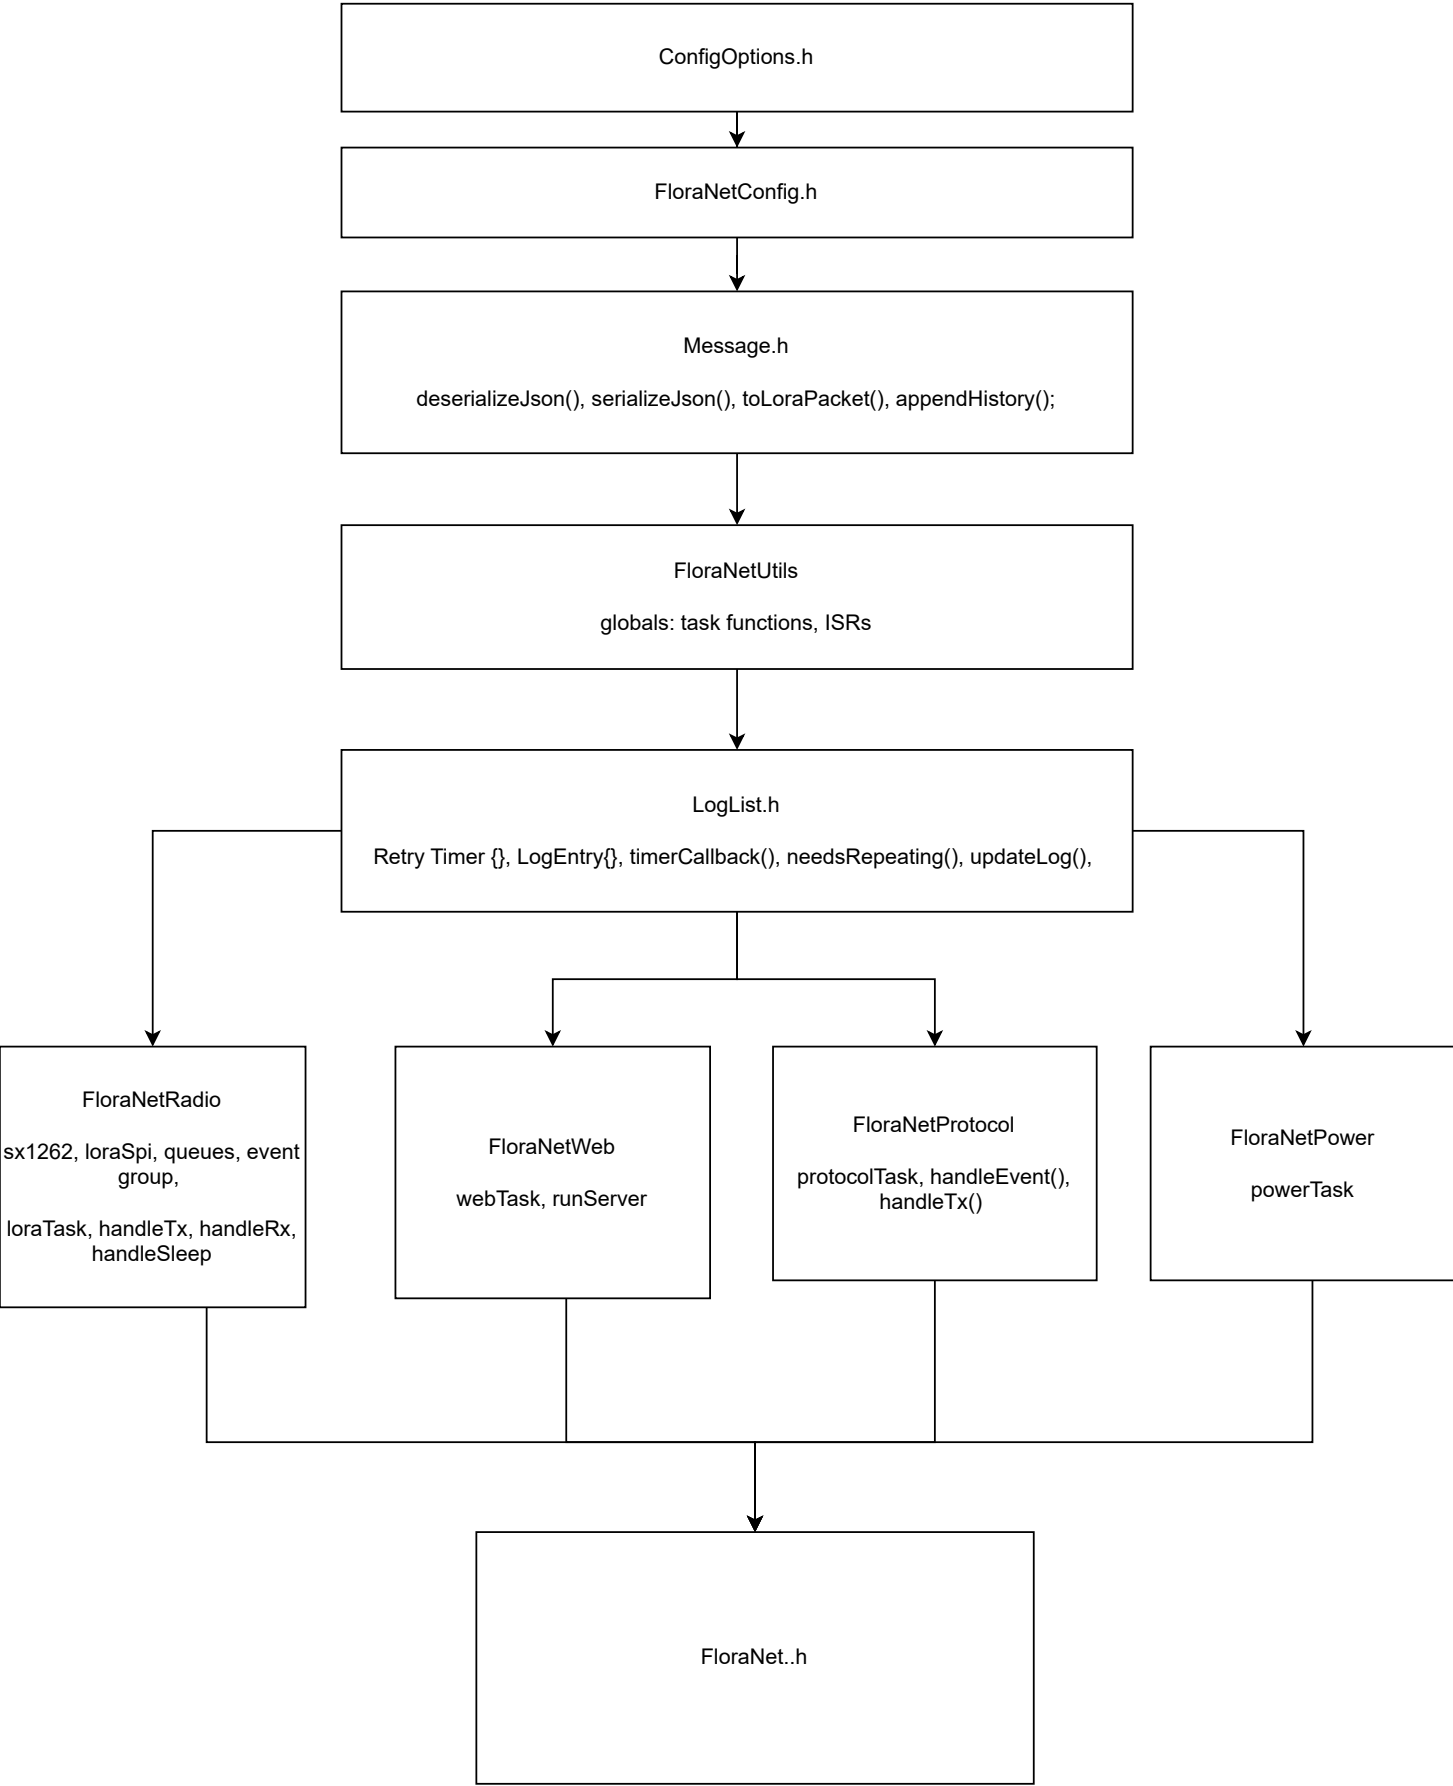 ConfigOptions.h
FloraNetConfig.h
Message.h
deserializeJson(), serializeJson(), toLoraPacket(), appendHistory();
FloraNetUtils
globals: task functions, ISRs
LogList.h
Retry Timer {}, LogEntry{}, timerCallback(), needsRepeating(), updateLog(),
FloraNetRadio
sx1262, loraSpi, queues, event
group,
loraTask, handleTx, handleRx,
handleSleep
FloraNetWeb
webTask, runServer
FloraNetProtocol
protocolTask, handleEvent(),
handleTx()
FloraNetPower
powerTask
FloraNet..h